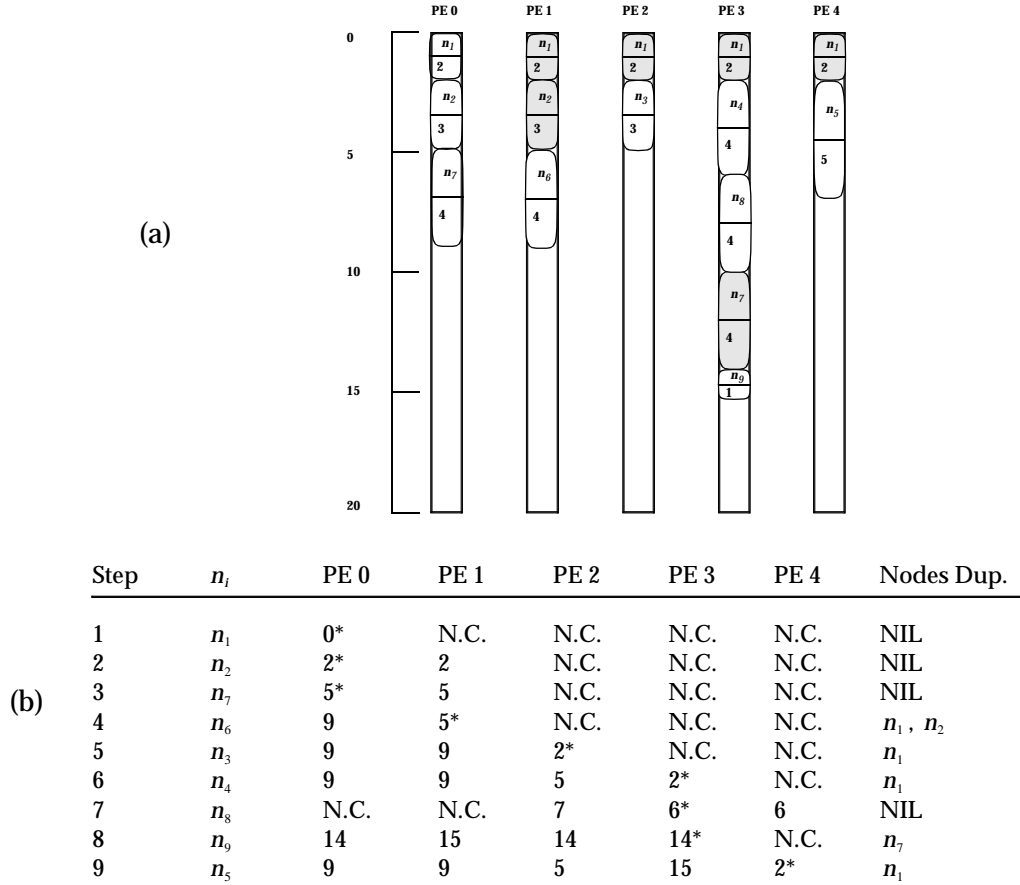 PE 0 PE 1 PE 2 PE 3 PE 4
0
n1 n1 n1 n1 n1
2 2 2 2 2
n2 n2 n3 n4 n5
3 3 3 4 5
5
n7 n6 n8
4 4 4
(a)
10
n7
4
n9
15 1
20
Step ni PE 0 PE 1 PE 2 PE 3 PE 4 Nodes Dup.
1 n1 0* N.C. N.C. N.C. N.C. NIL
2 n2 2* 2 N.C. N.C. N.C. NIL
3 n7 5* 5 N.C. N.C. N.C. NIL
(b)
4 n6 9 5* N.C. N.C. N.C. n1 , n2
5 n3 9 9 2* N.C. N.C. n1
6 n4 9 9 5 2* N.C. n1
7 n8 N.C. N.C. 7 6* 6 NIL
8 n9 14 15 14 14* N.C. n7
9 n5 9 9 5 15 2* n1